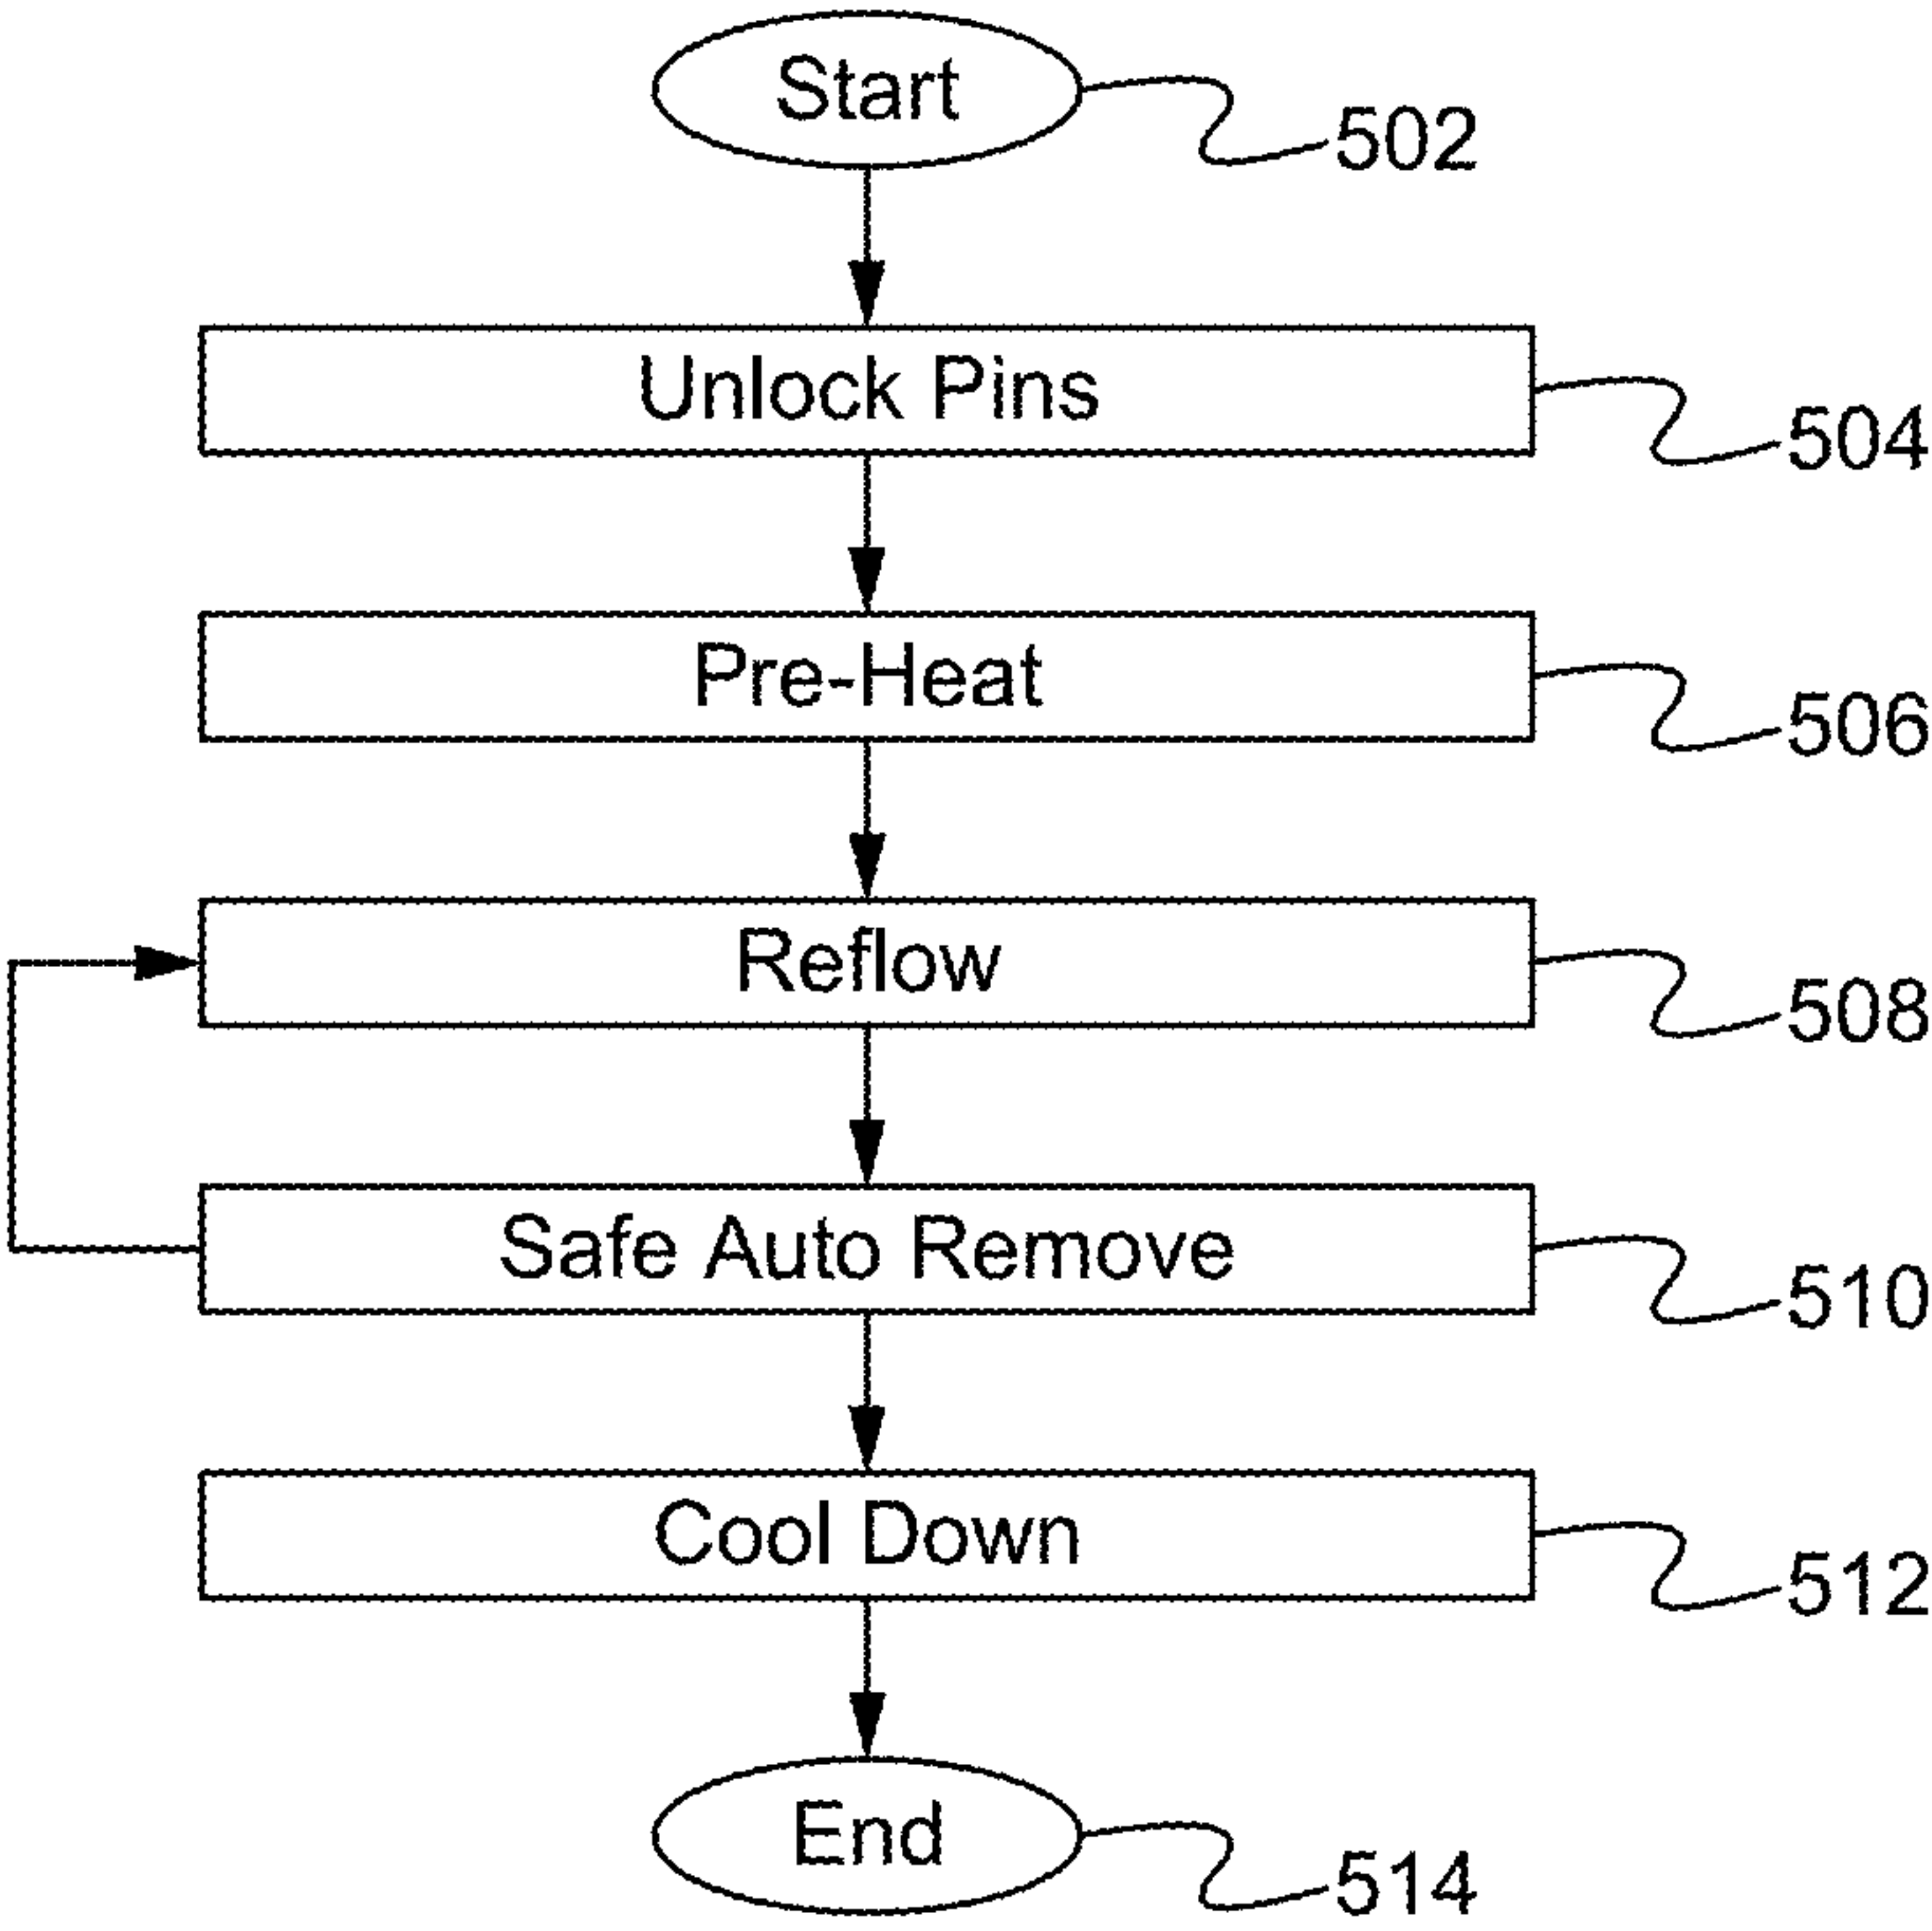 Start
502
Unlock Pins
504
Pre-Heat
506
Reflow
508
Safe Auto Remove
510
Cool Down
512
End
514